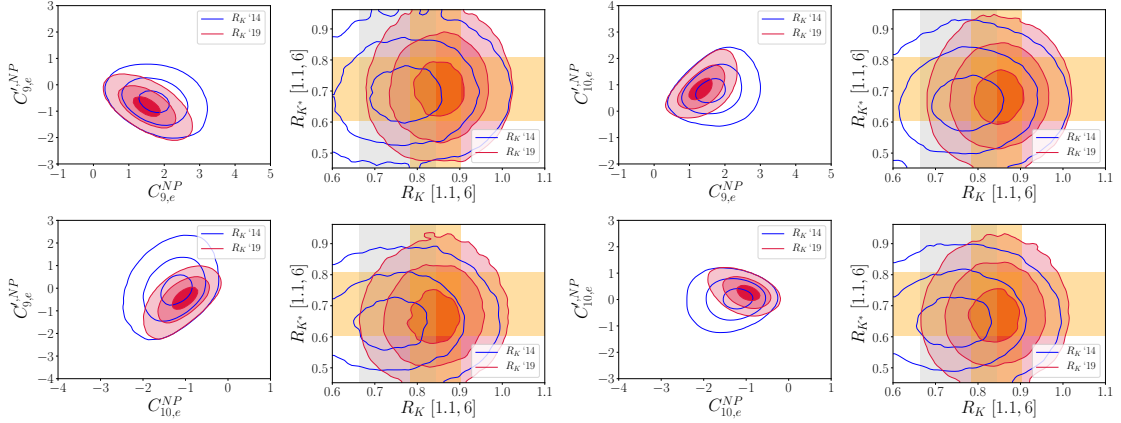 3
2
1
0
−1
−2
−3
C′,NP 9,e
−1 0 1 2 3 4 5
C^NP_9,e
R_K ‘14
R_K ‘19
0.9
0.8
0.7
0.6
0.5
R_K* [1.1, 6]
0.6 0.7 0.8 0.9 1.0 1.1
R_K [1.1, 6]
R_K ‘14
R_K ‘19
4
3
2
1
0
−1
−2
C′,NP 10,e
−1 0 1 2 3 4 5
C^NP_9,e
R_K ‘14
R_K ‘19
0.9
0.8
0.7
0.6
0.5
R_K* [1.1, 6]
0.6 0.7 0.8 0.9 1.0 1.1
R_K [1.1, 6]
R_K ‘14
R_K ‘19
3
2
1
0
−1
−2
−3
−4
C′,NP 9,e
−4 −3 −2 −1 0 1
C^NP_10,e
R_K ‘14
R_K ‘19
0.9
0.8
0.7
0.6
0.5
R_K* [1.1, 6]
0.6 0.7 0.8 0.9 1.0 1.1
R_K [1.1, 6]
R_K ‘14
R_K ‘19
3
2
1
0
−1
−2
−3
C′,NP 10,e
−4 −3 −2 −1 0 1
C^NP_10,e
R_K ‘14
R_K ‘19
0.9
0.8
0.7
0.6
0.5
R_K* [1.1, 6]
0.6 0.7 0.8 0.9 1.0 1.1
R_K [1.1, 6]
R_K ‘14
R_K ‘19